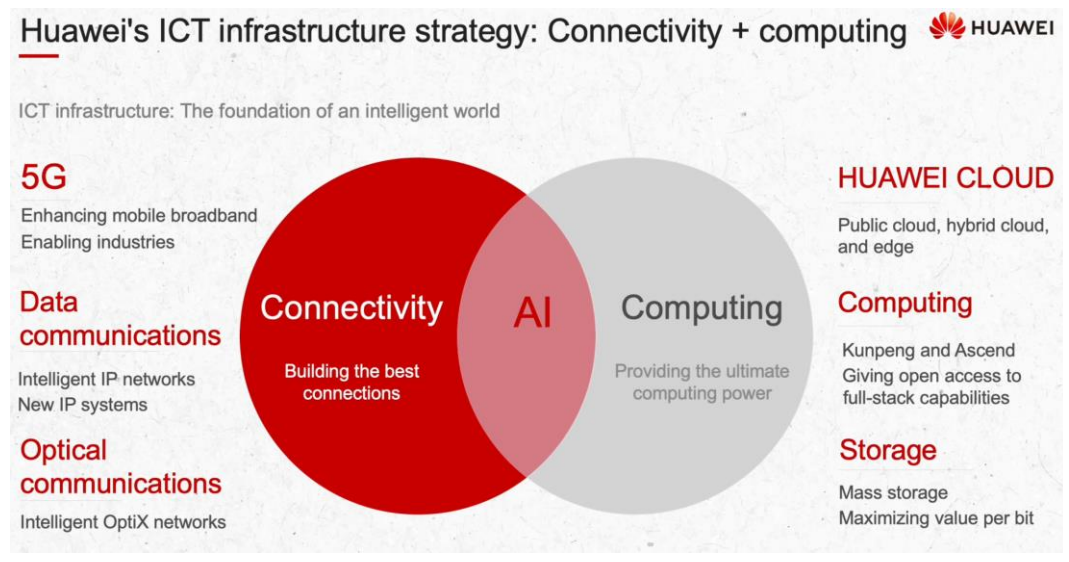 Huawei's ICT infrastructure strategy: Connectivity + computing
HUAWEI
ICT infrastructure: The foundation of an intelligent world
5G
Enhancing mobile broadband
Enabling industries
Data
communications
Intelligent IP networks
New IP systems
Optical
communications
Intelligent OptiX networks
Connectivity
Building the best
connections
AI
Computing
Providing the ultimate
computing power
HUAWEI CLOUD
Public cloud, hybrid cloud,
and edge
Computing
Kunpeng and Ascend
Giving open access to
full-stack capabilities
Storage
Mass storage
Maximizing value per bit